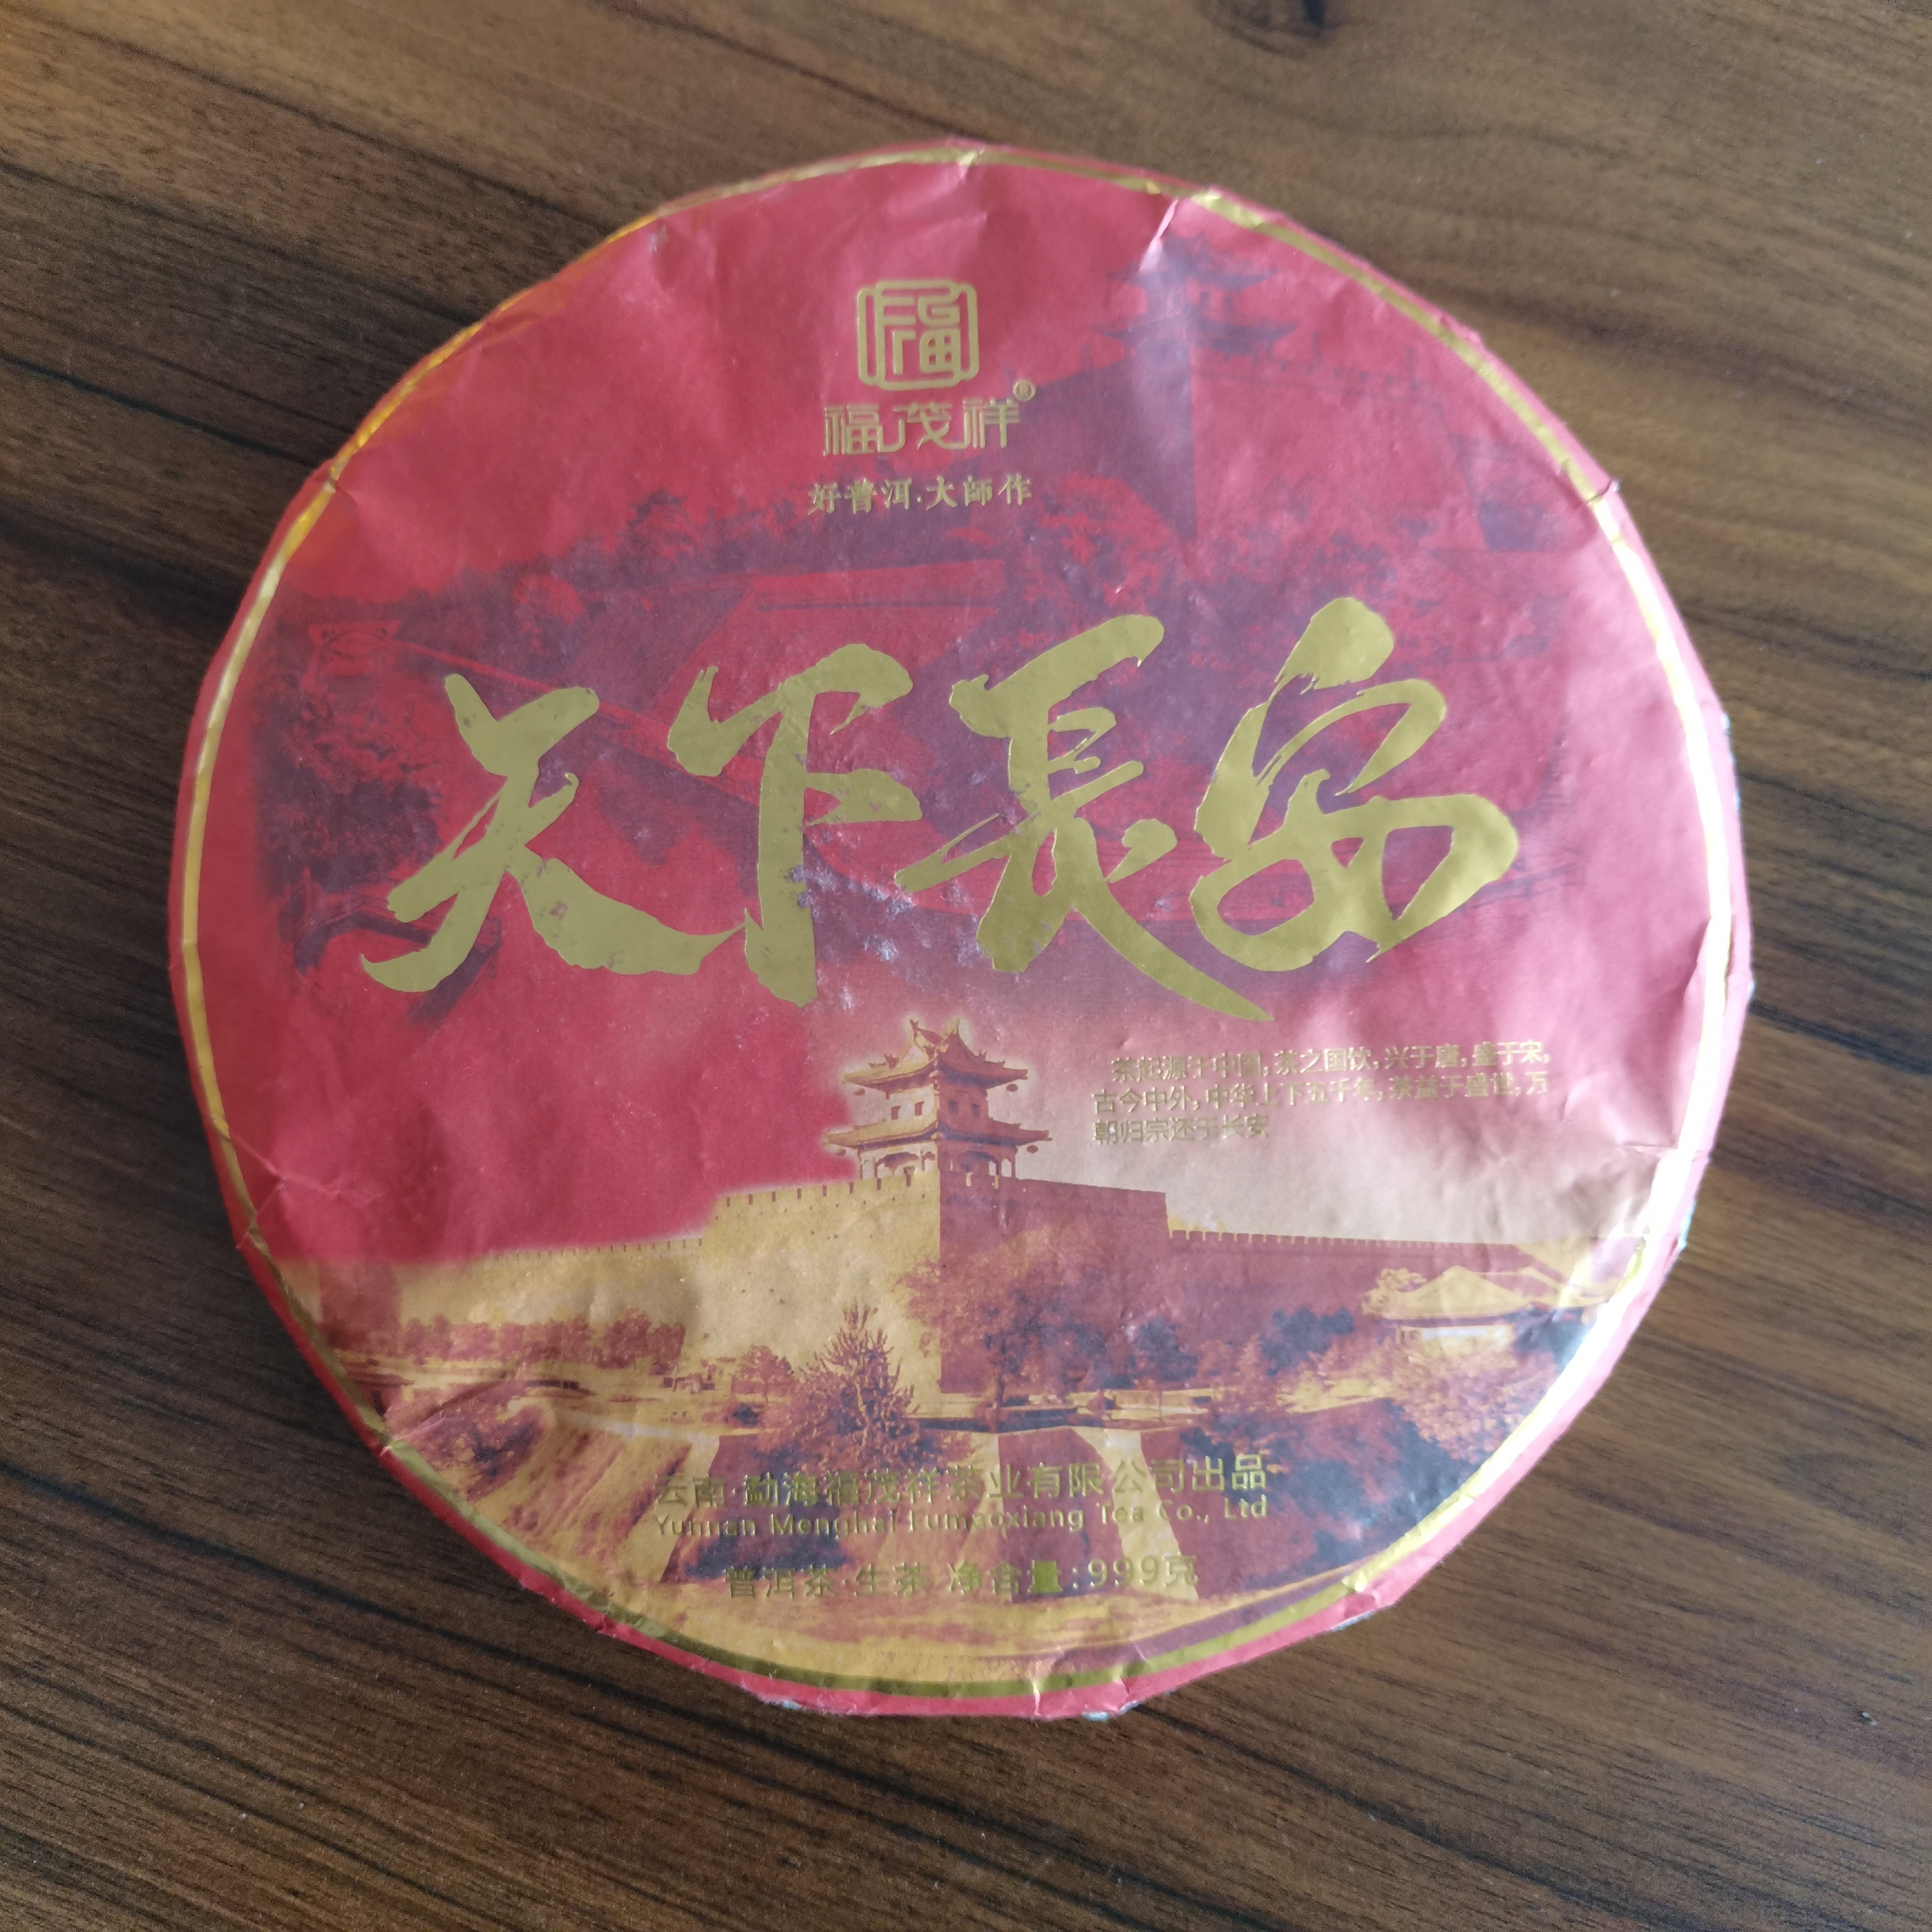 福
福茂祥®
好普洱·大師作
天下長安
茶起源于中国,茶之国饮,兴于唐,盛于宋,
古今中外,中华上下五千年,茶益于盛世,万
朝归宗还于长安
云南·勐海福茂祥茶业有限公司出品
Yunnan Menghai Fumaoxiang Tea Co., Ltd
普洱茶·生茶 净含量:999克